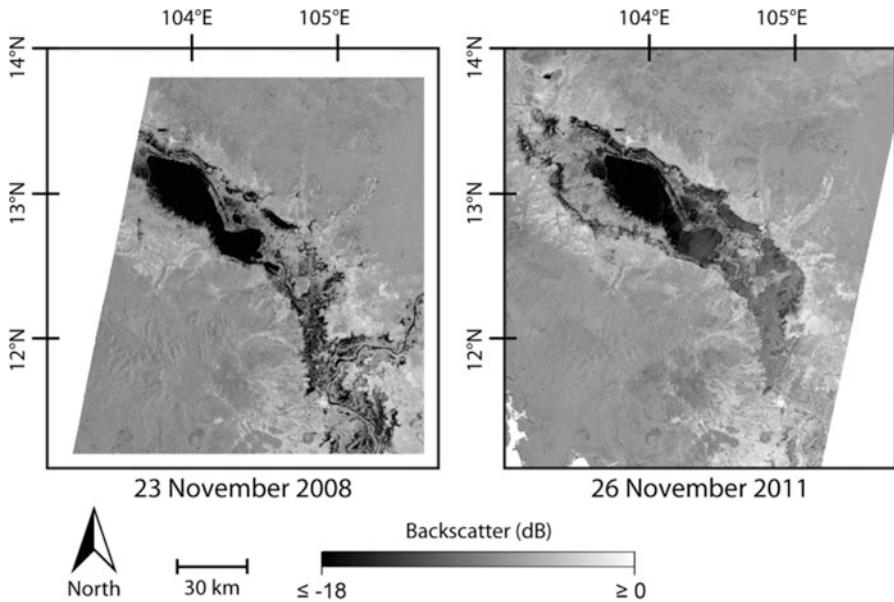 104°E 105°E 104°E 105°E
14°N 14°N
13°N 13°N
12°N 12°N
23 November 2008 26 November 2011
Backscatter (dB)
North 30 km ≤ -18 ≥ 0